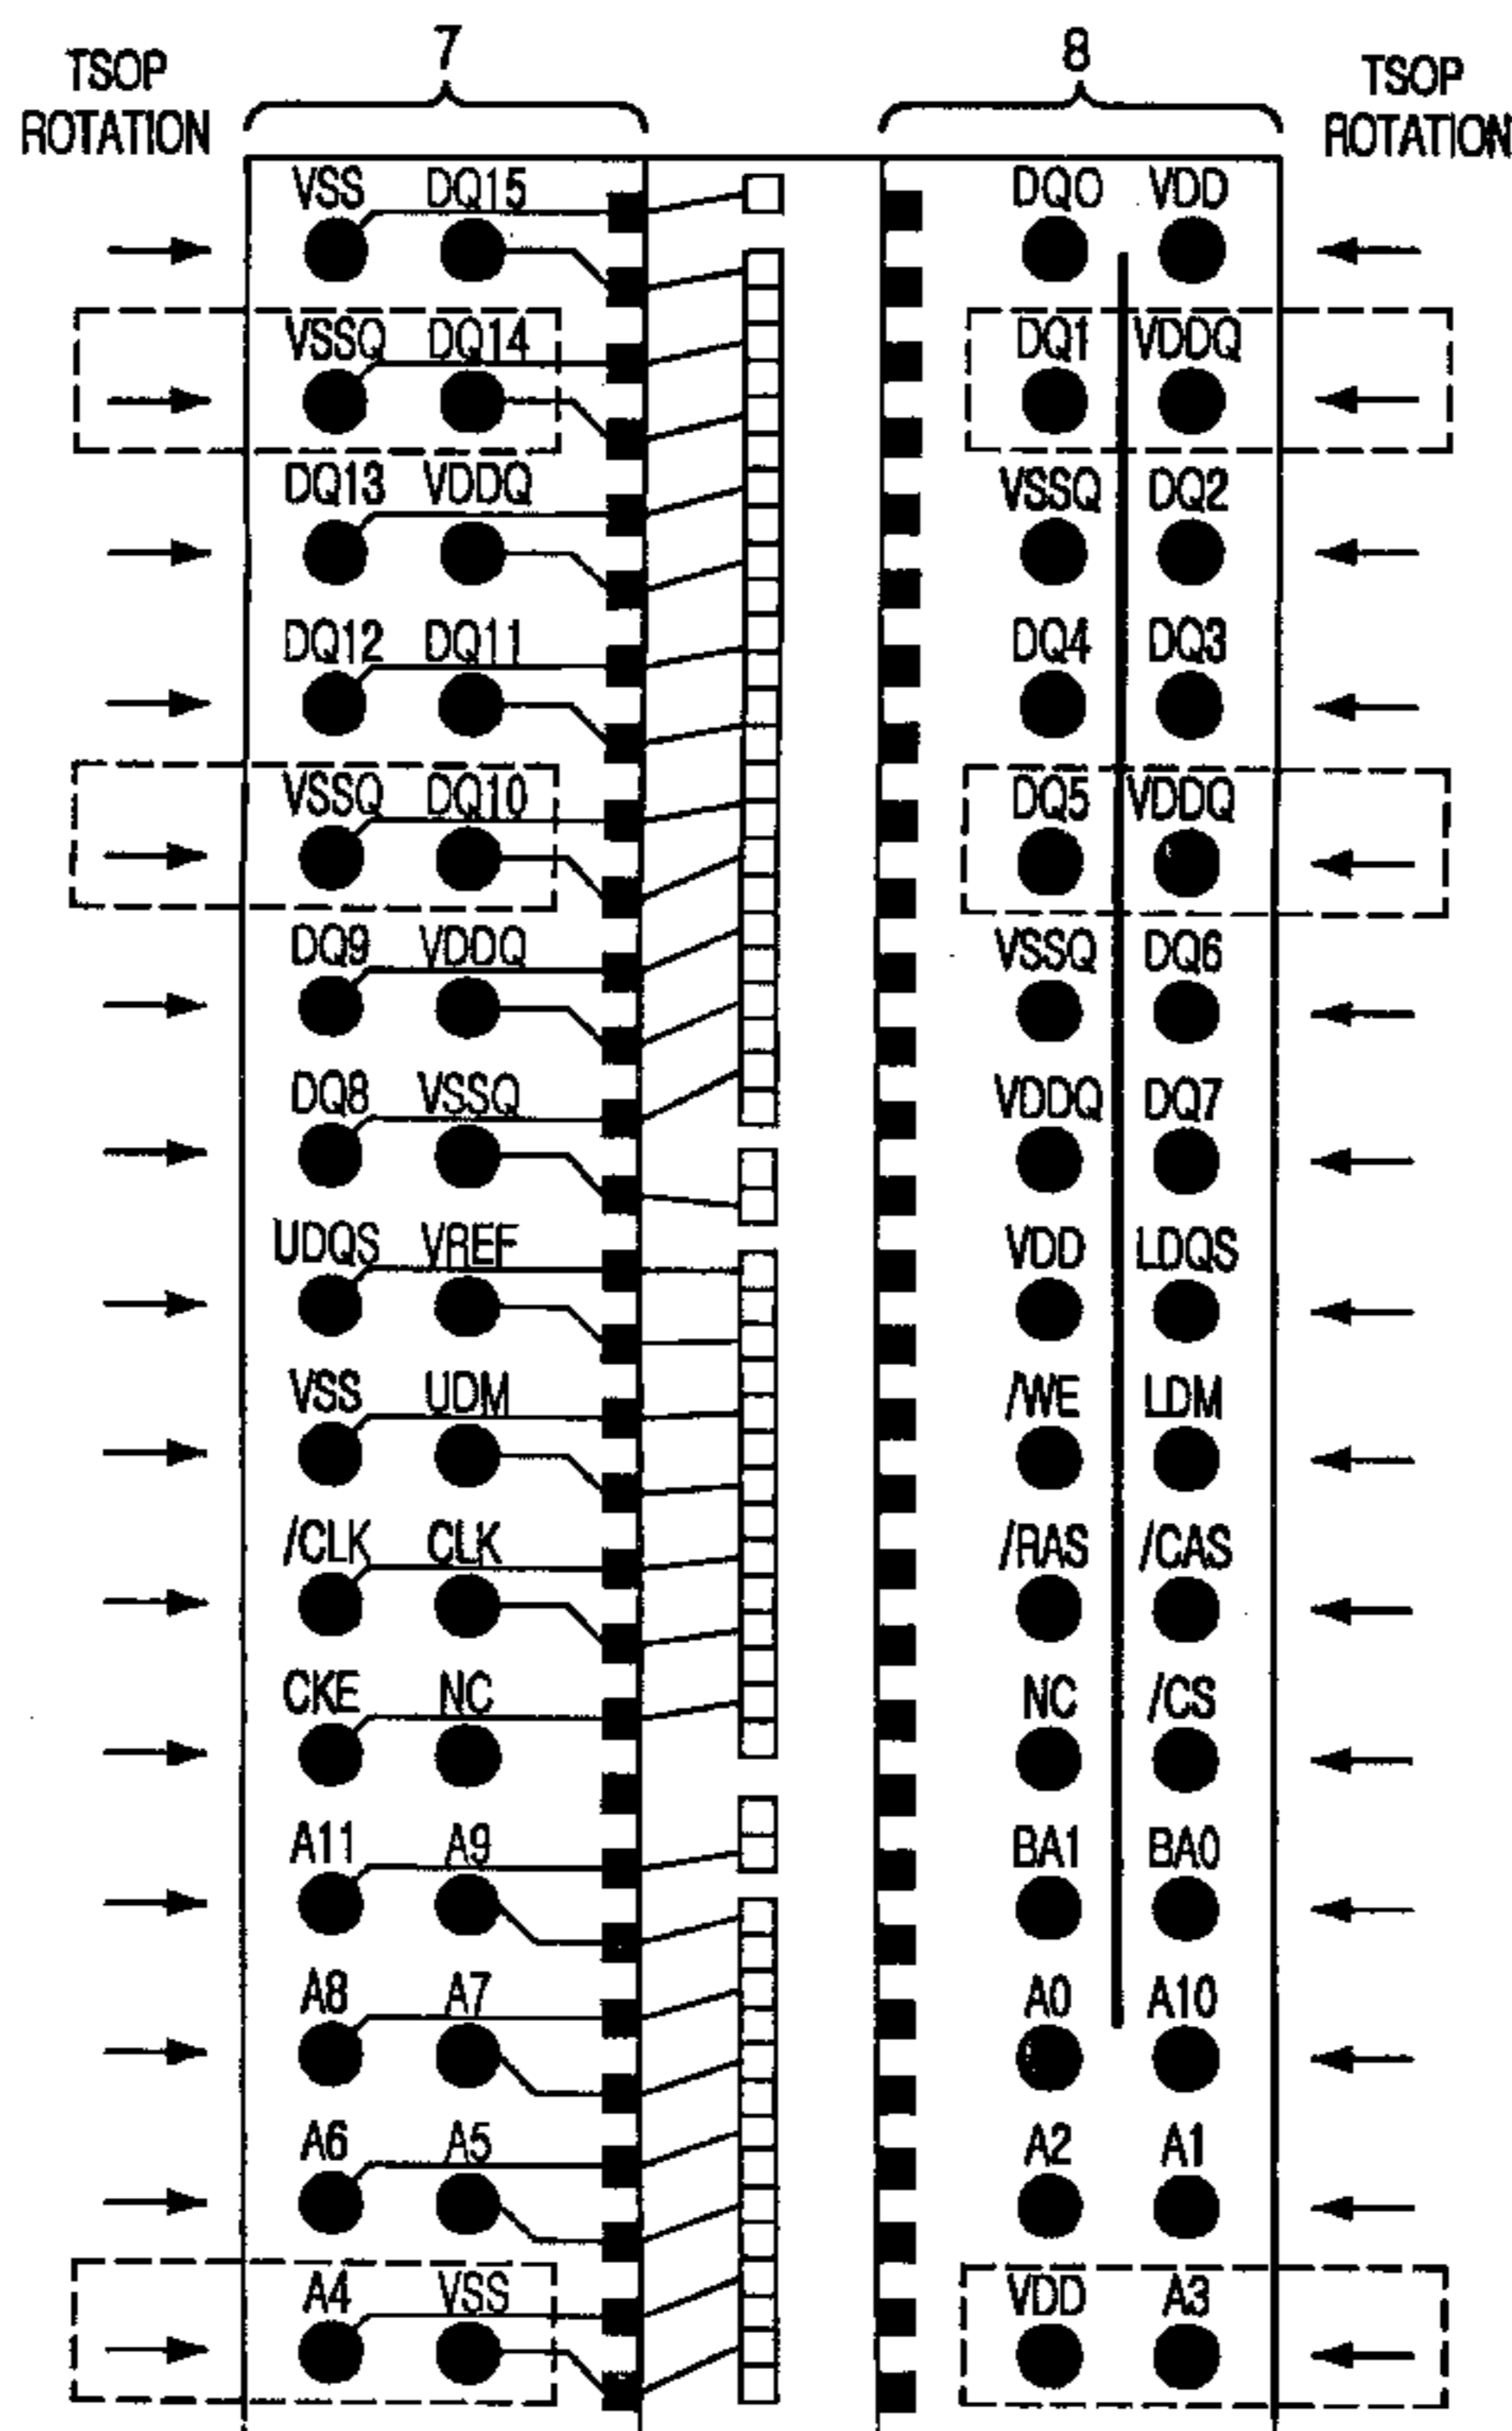 7 8
TSOP ROTATION TSOP ROTATION
VSS DQ15 DQ0 VDD
VSSQ DQ14 DQ1 VDDQ
DQ13 VDDQ VSSQ DQ2
DQ12 DQ11 DQ4 DQ3
VSSQ DQ10 DQ5 VDDQ
DQ9 VDDQ VSSQ DQ6
DQ8 VSSQ VDDQ DQ7
UDQS VREF VDD LDQS
VSS UDM /WE LDM
/CLK CLK /RAS /CAS
CKE NC NC /CS
A11 A9 BA1 BA0
A8 A7 A0 A10
A6 A5 A2 A1
A4 VSS VDD A3